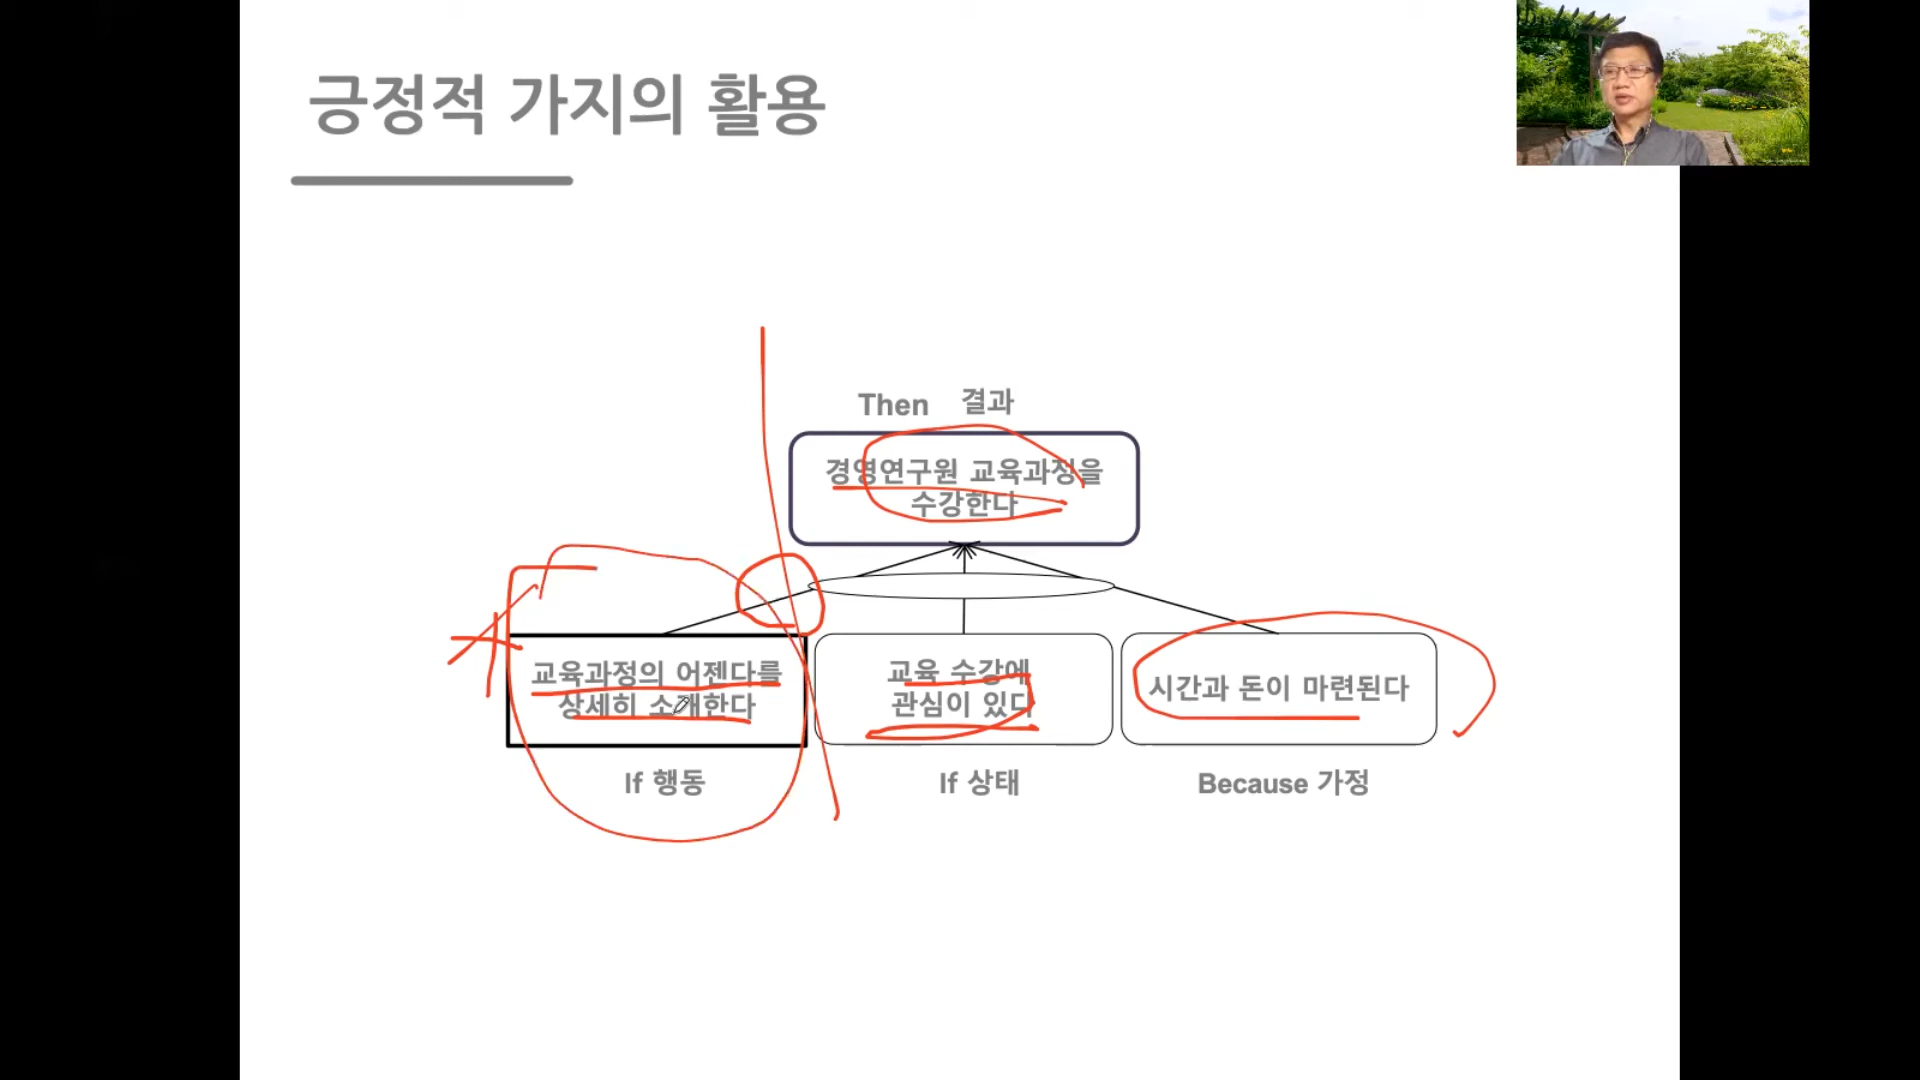 긍정적 가지의 활용
Then 결과
경영연구원 교육과정을
수강한다
교육과정의 어젠다를
상세히 소개한다
교육 수강에
관심이 있다
시간과 돈이 마련된다
If 행동
If 상태
Because 가정